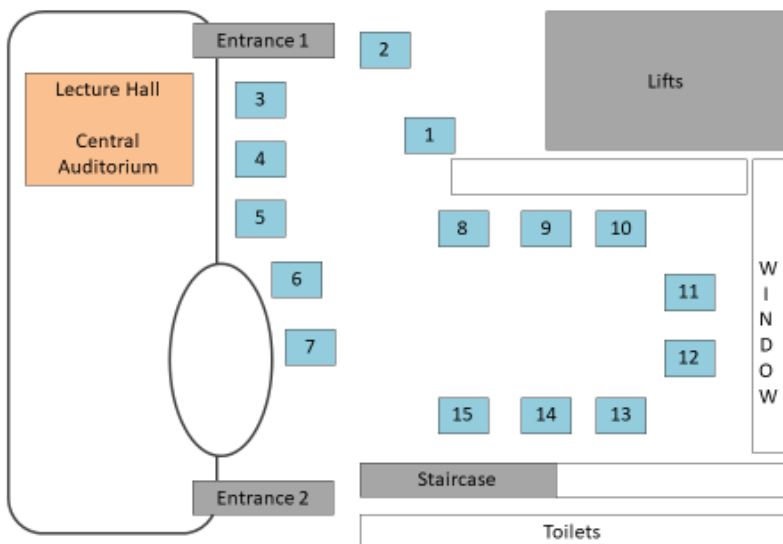 Entrance 1
2
Lifts
Lecture Hall
Central
Auditorium
3
1
4
5
8
9
10
6
11
7
12
15
14
13
WINDOW
Staircase
Entrance 2
Toilets